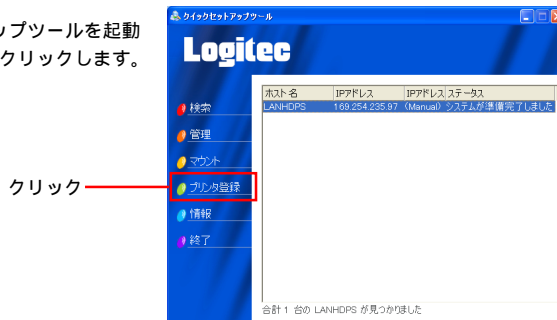 ップツールを起動
クリックします。
クリック
クイックセットアップツール
Logitec
検索
管理
マウント
プリンタ登録
情報
終了
ホスト名 IPアドレス IPアドレス ステータス
LANHDPS 169.254.235.97 (Manual) システムが準備完了しました
合計 1 台の LANHDPS が見つかりました